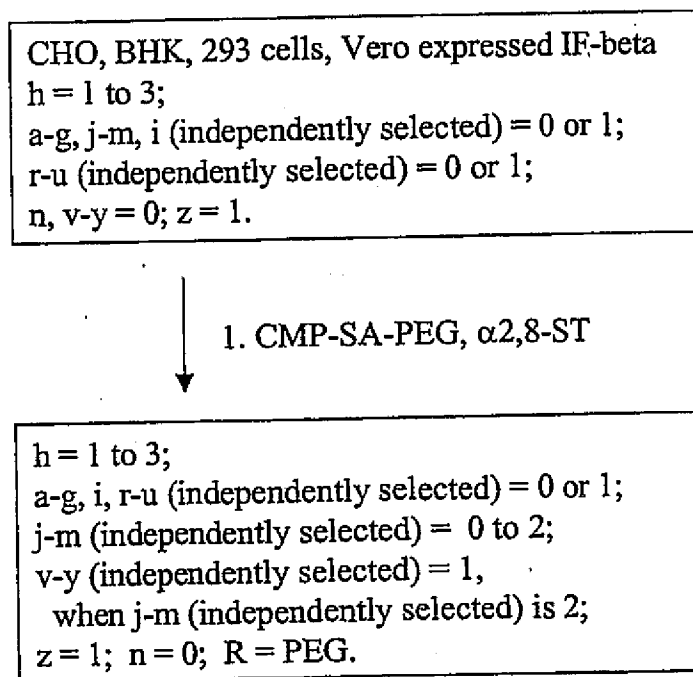 CHO, BHK, 293 cells, Vero expressed IF-beta
h = 1 to 3;
a-g, j-m, i (independently selected) = 0 or 1;
r-u (independently selected) = 0 or 1;
n, v-y = 0; z = 1.
1. CMP-SA-PEG, α2,8-ST
h = 1 to 3;
a-g, i, r-u (independently selected) = 0 or 1;
j-m (independently selected) = 0 to 2;
v-y (independently selected) = 1,
when j-m (independently selected) is 2;
z = 1; n = 0; R = PEG.